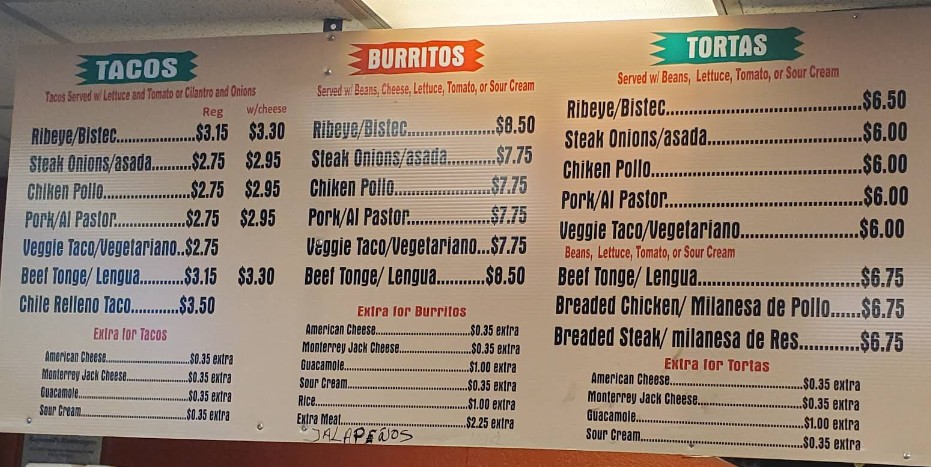 TACOS
Tacos Served w/ Lettuce and Tomato or Cilantro and Onions
Reg w/cheese
Ribeye/Bistec..................$3.15 $3.30
Steak Onions/asada.........$2.75 $2.95
Chiken Pollo....................$2.75 $2.95
Pork/Al Pastor................$2.75 $2.95
Veggie Taco/Vegetariano..$2.75
Beef Tonge/ Lengua..........$3.15 $3.30
Chile Relleno Taco...........$3.50
Extra for Tacos
American Cheese...............................$0.35 extra
Monterrey Jack Cheese....................$0.35 extra
Guacamole.......................................$0.35 extra
Sour Cream.....................................$0.35 extra
BURRITOS
Served w/ Beans, Cheese, Lettuce, Tomato, or Sour Cream
Ribeye/Bistec....................$8.50
Steak Onions/asada...........$7.75
Chiken Pollo......................$7.75
Pork/Al Pastor..................$7.75
Veggie Taco/Vegetariano...$7.75
Beef Tonge/ Lengua...........$8.50
Extra for Burritos
American Cheese...........................$0.35 extra
Monterrey Jack Cheese.................$0.35 extra
Guacamole....................................$1.00 extra
Sour Cream...................................$0.35 extra
Rice..............................................$1.00 extra
Extra Meat....................................$2.25 extra
JALAPEÑOS
TORTAS
Served w/ Beans, Lettuce, Tomato, or Sour Cream
Ribeye/Bistec...................................$6.50
Steak Onions/asada..........................$6.00
Chiken Pollo.....................................$6.00
Pork/Al Pastor..................................$6.00
Veggie Taco/Vegetariano...................$6.00
Beans, Lettuce, Tomato, or Sour Cream
Beef Tonge/ Lengua...........................$6.75
Breaded Chicken/ Milanesa de Pollo......$6.75
Breaded Steak/ milanesa de Res...........$6.75
Extra for Tortas
American Cheese.............................$0.35 extra
Monterrey Jack Cheese...................$0.35 extra
Guacamole......................................$1.00 extra
Sour Cream.....................................$0.35 extra